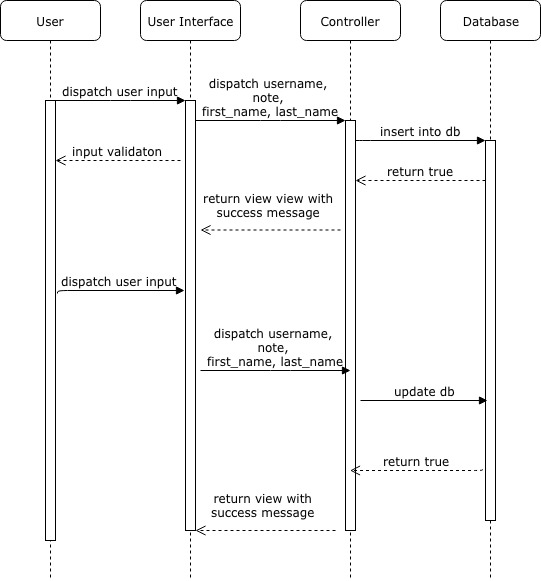 User
User Interface
Controller
Database
dispatch user input
dispatch username,
note,
first_name, last_name
insert into db
input validaton
return true
return view view with
success message
dispatch user input
dispatch username,
note,
first_name, last_name
update db
return true
return view with
success message